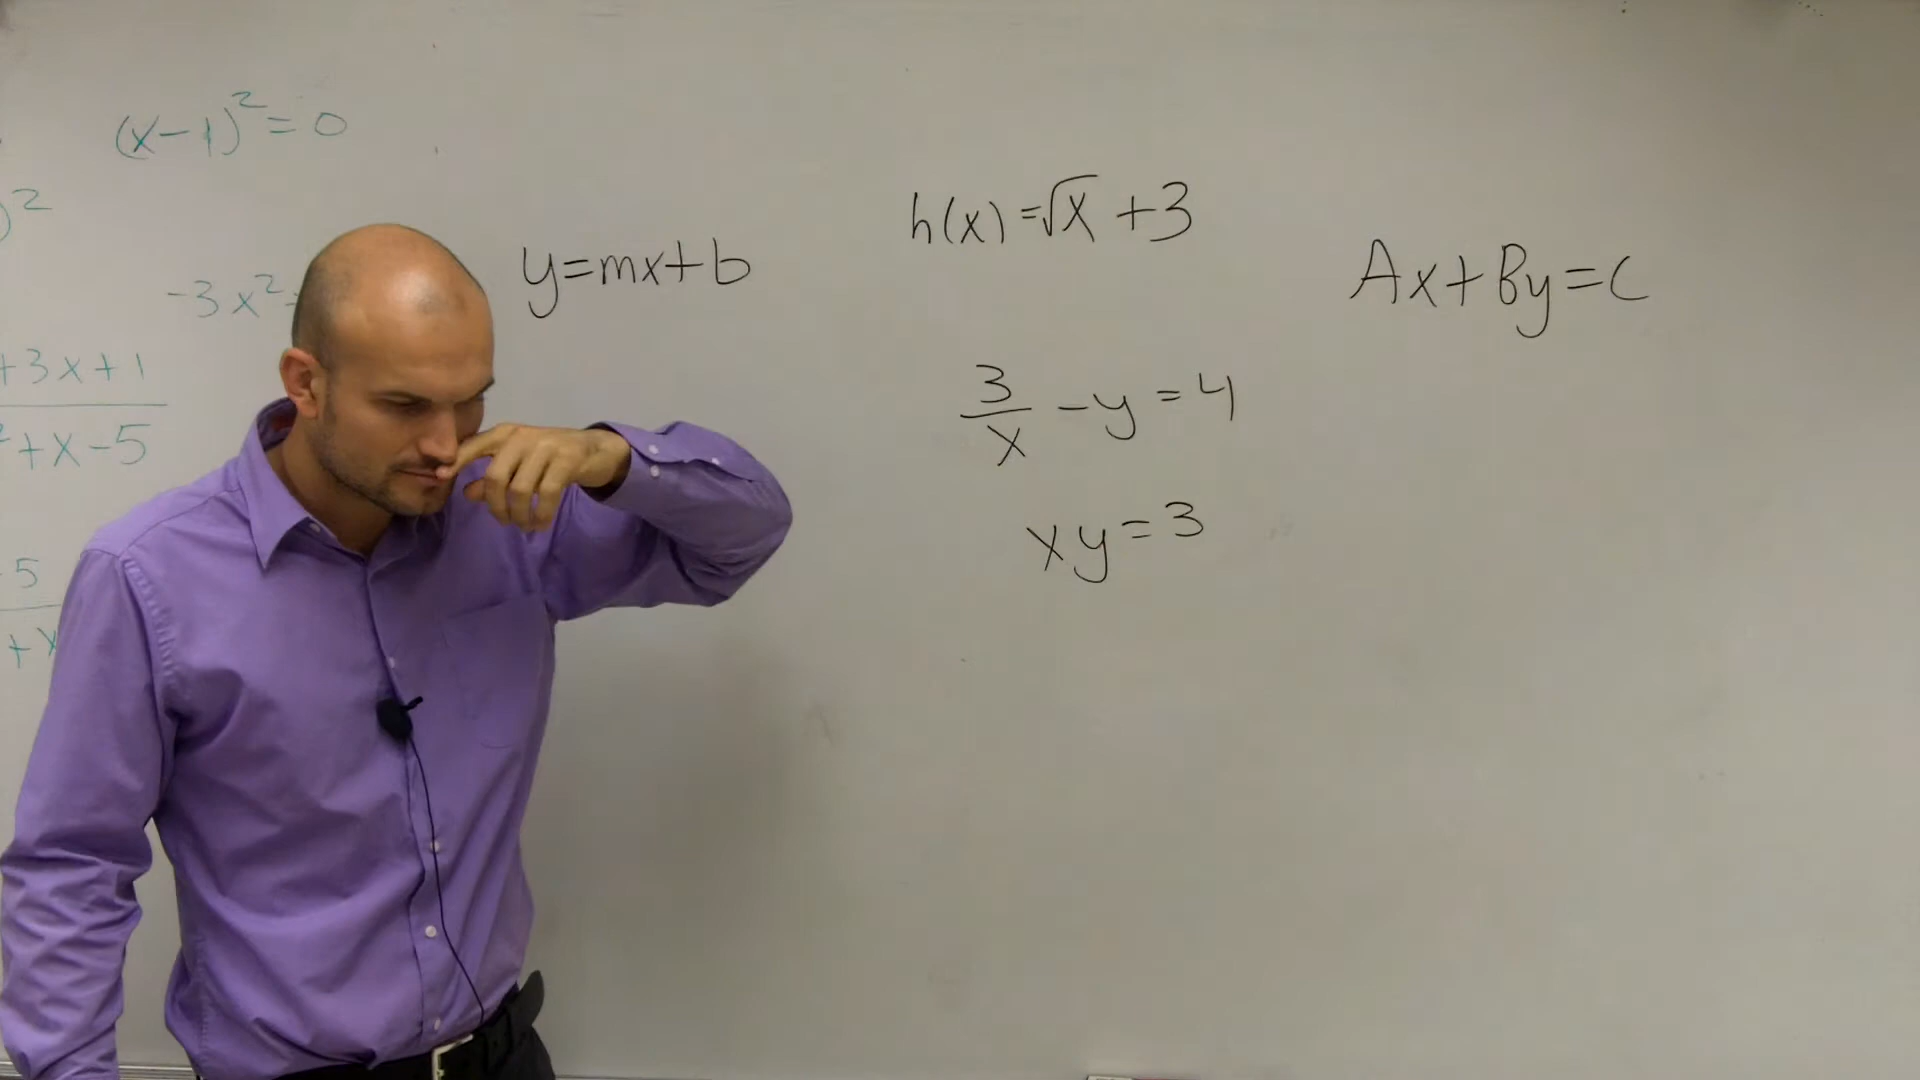 (x-1)²=0
)²
-3x²
+3x+1
+x-5
5
+x
y=mx+b
h(x)=√x+3
3/x-y=4
xy=3
Ax+By=C